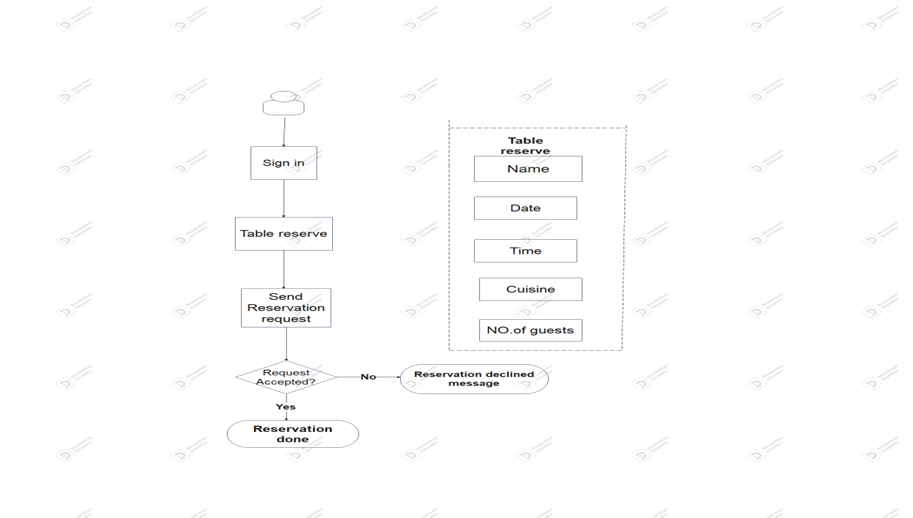 Sign in
Table reserve
Send
Reservation
request
Request
Accepted?
No
Reservation declined
message
Yes
Reservation
done
Table
reserve
Name
Date
Time
Cuisine
NO.of guests